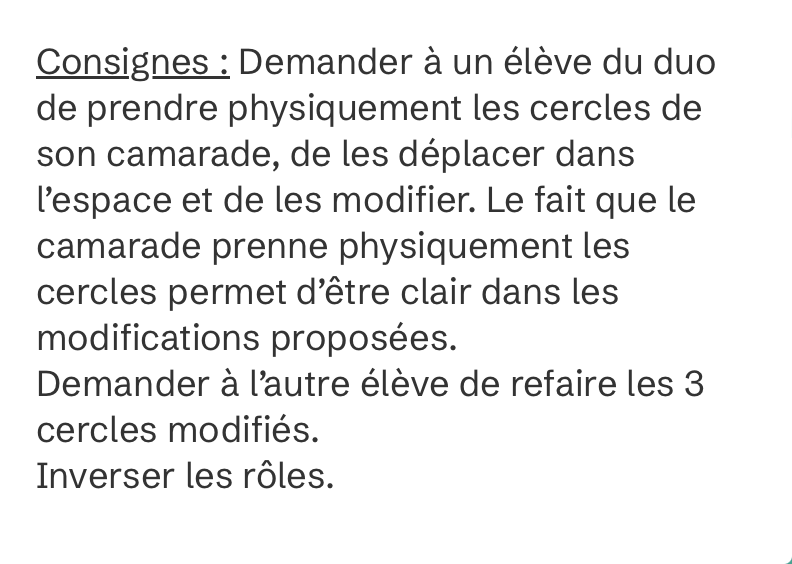 Consignes : Demander à un élève du duo
de prendre physiquement les cercles de
son camarade, de les déplacer dans
l’espace et de les modifier. Le fait que le
camarade prenne physiquement les
cercles permet d’être clair dans les
modifications proposées.
Demander à l’autre élève de refaire les 3
cercles modifiés.
Inverser les rôles.